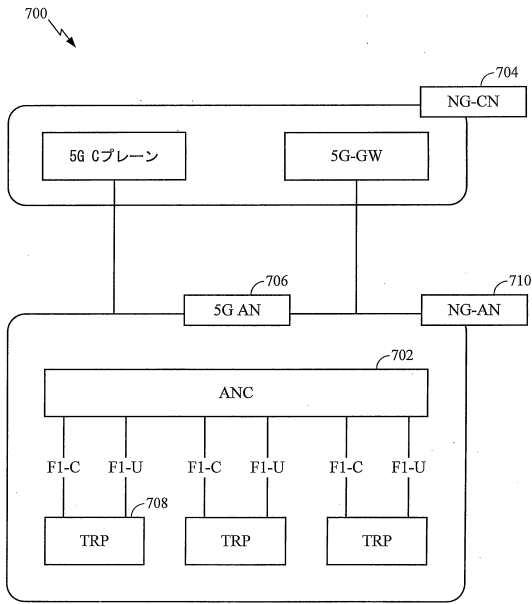 700
704
NG-CN
5G Cプレーン
5G-GW
706
710
5G AN
NG-AN
702
ANC
F1-C F1-U F1-C F1-U F1-C F1-U
708
TRP TRP TRP